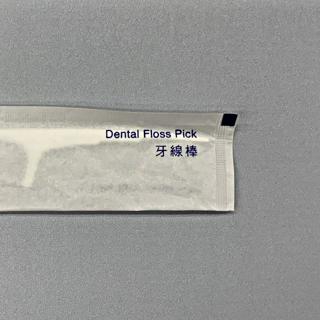 Dental Floss Pick
牙線棒